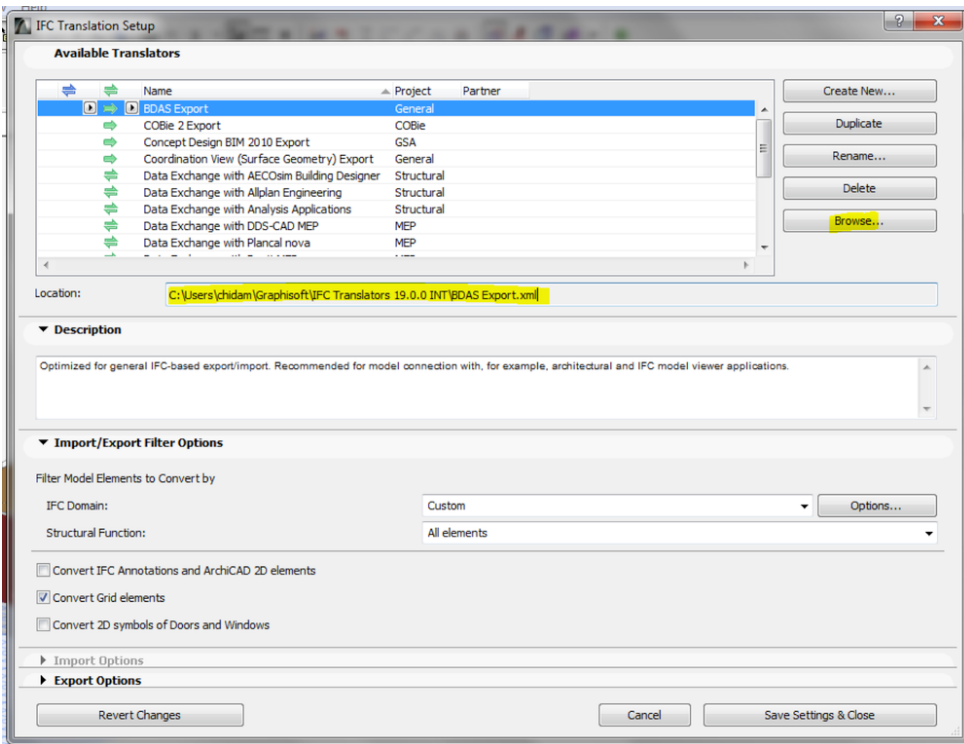 Help
IFC Translation Setup
Available Translators
Name Project Partner
BDAS Export General
COBie 2 Export COBie
Concept Design BIM 2010 Export GSA
Coordination View (Surface Geometry) Export General
Data Exchange with AECOsim Building Designer Structural
Data Exchange with Allplan Engineering Structural
Data Exchange with Analysis Applications Structural
Data Exchange with DDS-CAD MEP MEP
Data Exchange with Plancal nova MEP
Create New...
Duplicate
Rename...
Delete
Browse...
Location: C:\Users\chidam\Graphisoft\IFC Translators 19.0.0 INT\BDAS Export.xml
Description
Optimized for general IFC-based export/import. Recommended for model connection with, for example, architectural and IFC model viewer applications.
Import/Export Filter Options
Filter Model Elements to Convert by
IFC Domain: Custom Options...
Structural Function: All elements
Convert IFC Annotations and ArchiCAD 2D elements
Convert Grid elements
Convert 2D symbols of Doors and Windows
Import Options
Export Options
Revert Changes Cancel Save Settings & Close